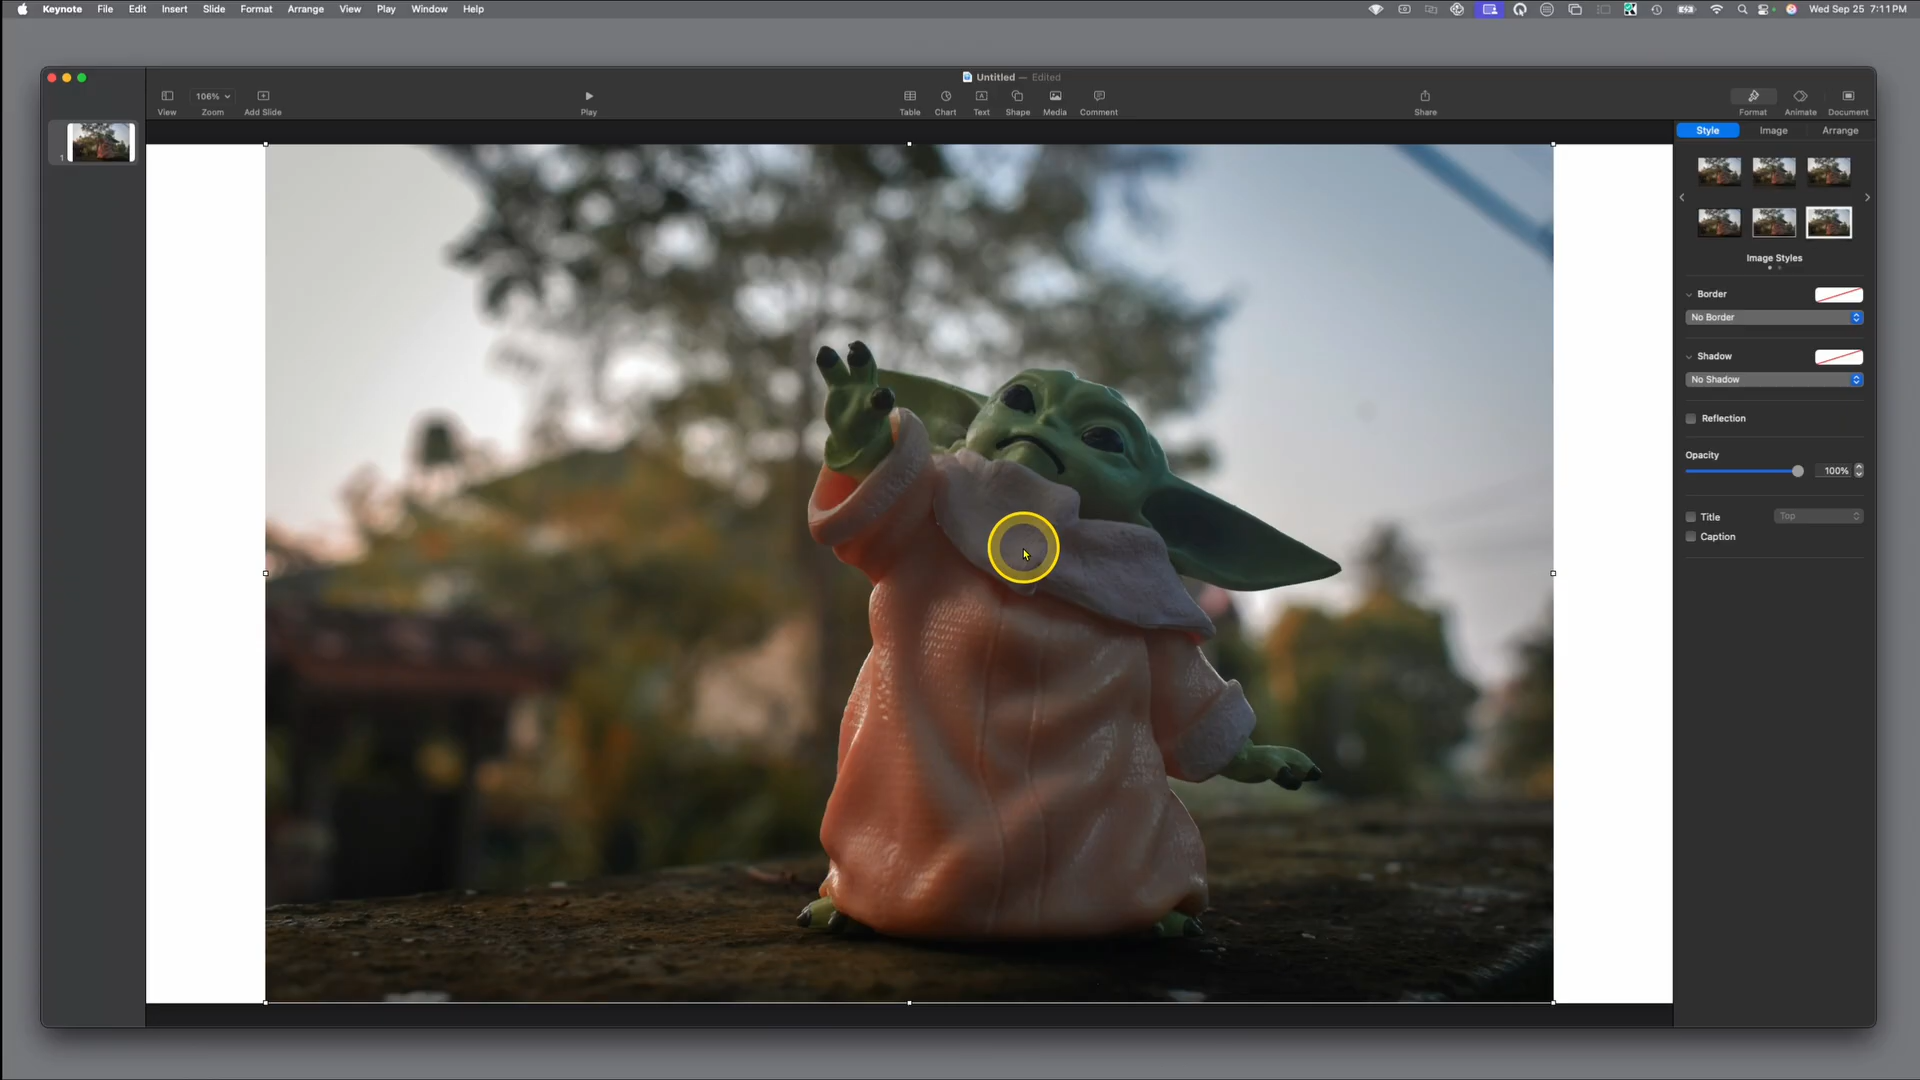 Keynote File Edit Insert Slide Format Arrange View Play Window Help Wed Sep 25 7:11 PM
Untitled — Edited
106%
View Zoom Add Slide Play Table Chart Text Shape Media Comment Share Format Animate Document
Style Image Arrange
1
Image Styles
Border
No Border
Shadow
No Shadow
Reflection
Opacity
100%
Title Top
Caption